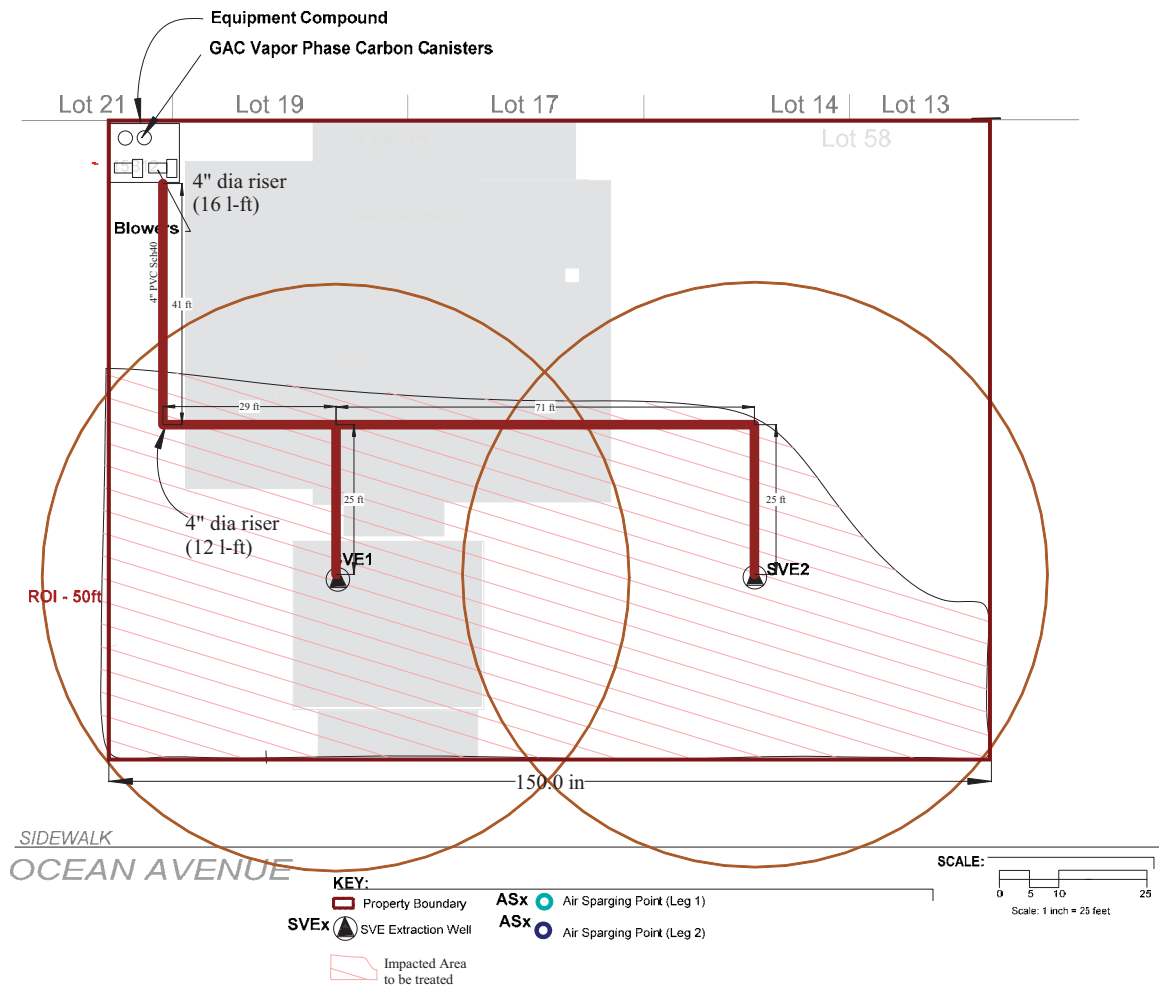 Equipment Compound
GAC Vapor Phase Carbon Canisters
Lot 21
Lot 19
Lot 17
Lot 14
Lot 13
Lot 58
4" dia riser
(16 l-ft)
Blowers
4" PVC Sch40
41 ft
29 ft
71 ft
25 ft
25 ft
4" dia riser
(12 l-ft)
SVE1
SVE2
ROI - 50ft
150.0 in
SIDEWALK
OCEAN AVENUE
KEY:
Property Boundary
SVEx
SVE Extraction Well
Impacted Area
to be treated
ASx
Air Sparging Point (Leg 1)
ASx
Air Sparging Point (Leg 2)
SCALE:
0 5 10 25
Scale: 1 inch = 25 feet